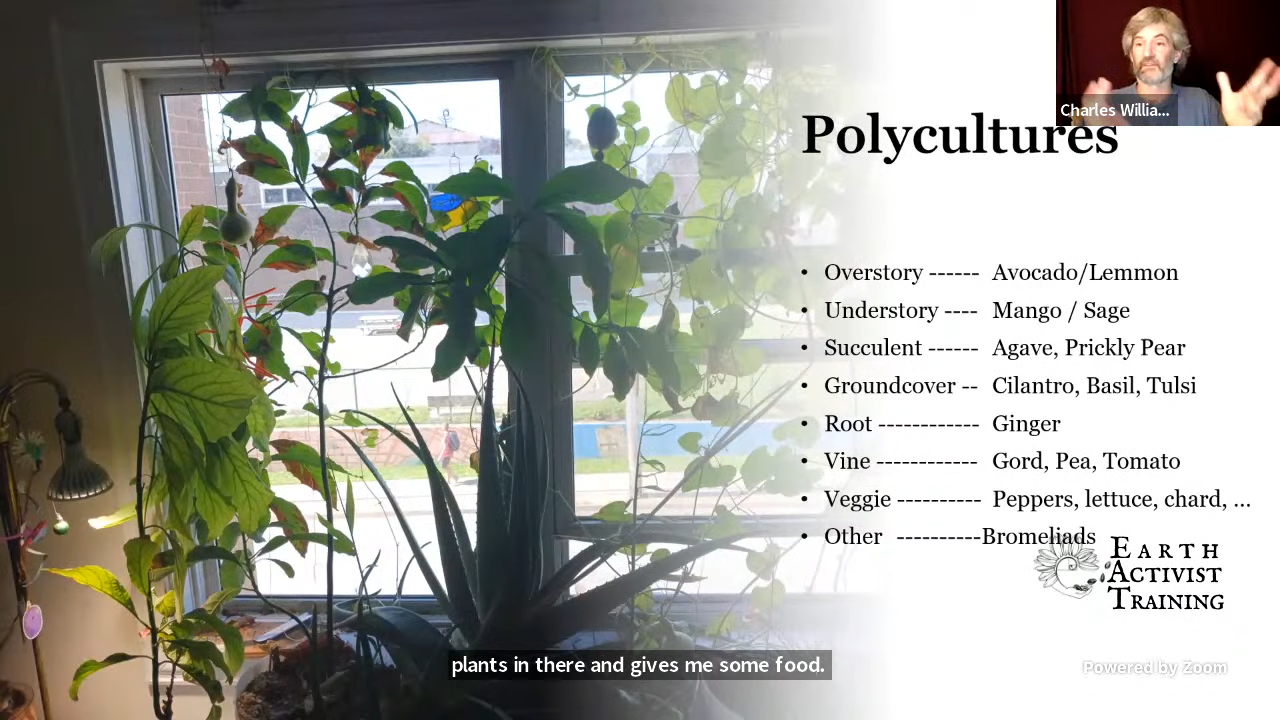 Charles Willia...
Polycultures
• Overstory ------ Avocado/Lemmon
• Understory ---- Mango / Sage
• Succulent ------ Agave, Prickly Pear
• Groundcover -- Cilantro, Basil, Tulsi
• Root ------------ Ginger
• Vine ------------ Gord, Pea, Tomato
• Veggie ---------- Peppers, lettuce, chard, ...
• Other ----------Bromeliads
EARTH
ACTIVIST
TRAINING
plants in there and gives me some food.
Powered by Zoom